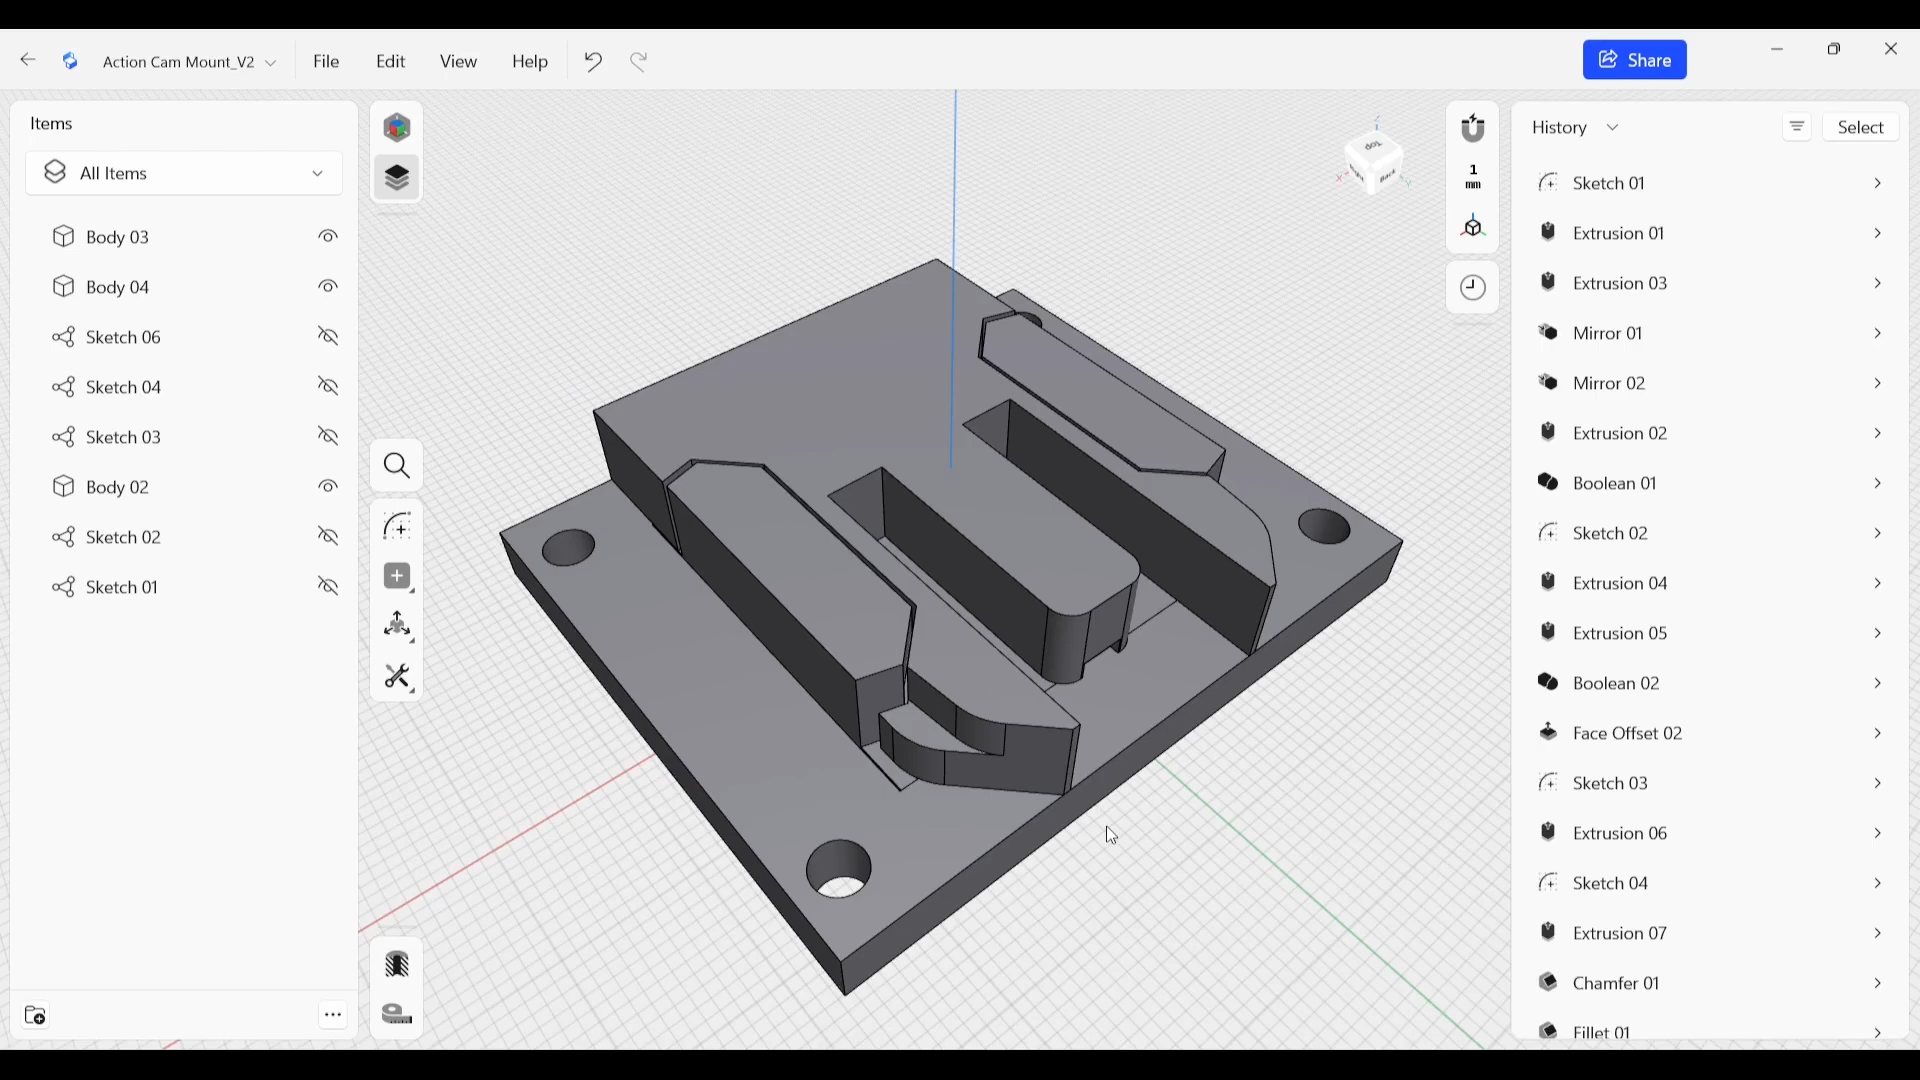 Action Cam Mount_V2
File
Edit
View
Help
Share
Items
All Items
Body 03
Body 04
Sketch 06
Sketch 04
Sketch 03
Body 02
Sketch 02
Sketch 01
Top
Back
Z
X
Y
1
mm
History
Select
Sketch 01
Extrusion 01
Extrusion 03
Mirror 01
Mirror 02
Extrusion 02
Boolean 01
Sketch 02
Extrusion 04
Extrusion 05
Boolean 02
Face Offset 02
Sketch 03
Extrusion 06
Sketch 04
Extrusion 07
Chamfer 01
Fillet 01